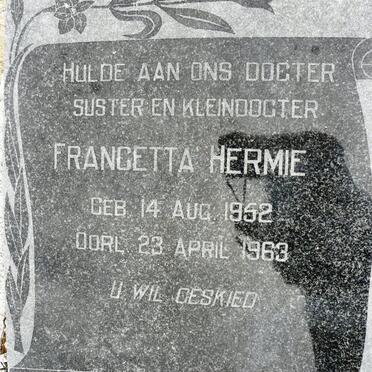 HULDE AAN ONS DOGTER
SUSTER EN KLEINDOGTER
FRANCETTA HERMIE
GEB. 14 AUG. 1952
OORL. 23 APRIL 1963
U WIL GESKIED